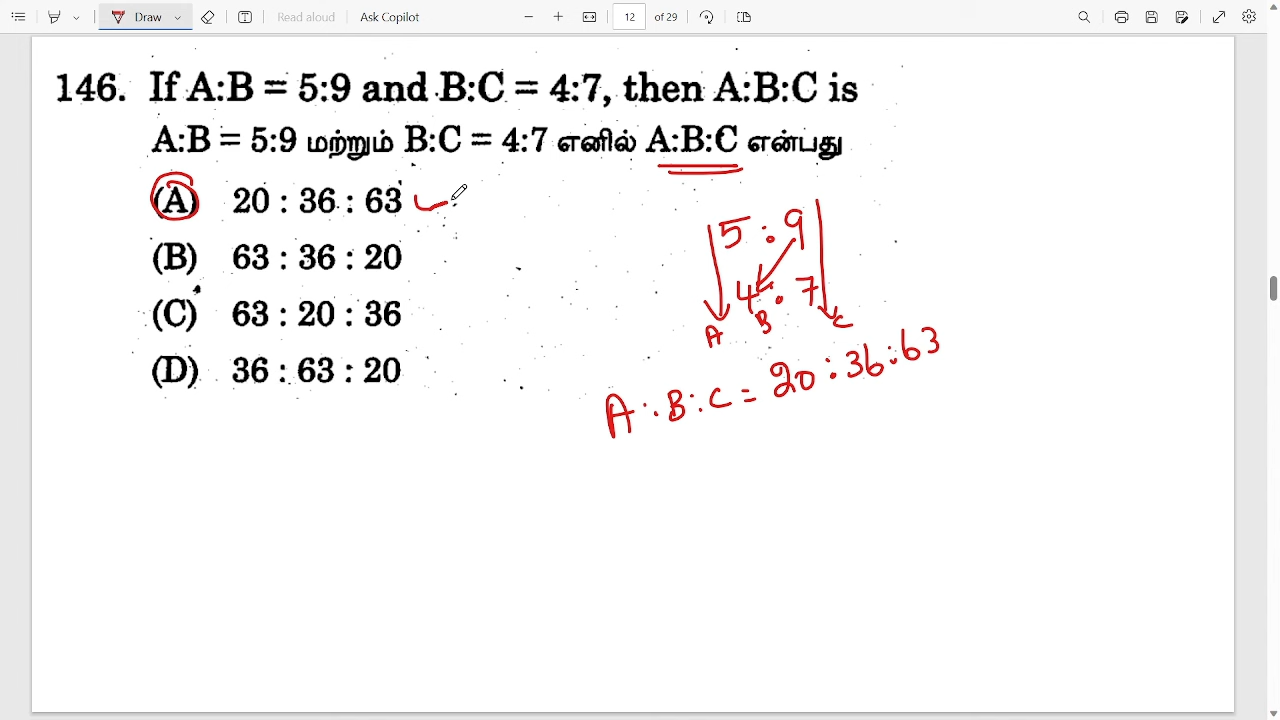 Draw
Read aloud
Ask Copilot
12
of 29
146. If A:B = 5:9 and B:C = 4:7, then A:B:C is
A:B = 5:9 மற்றும் B:C = 4:7 எனில் A:B:C என்பது
(A) 20 : 36 : 63
(B) 63 : 36 : 20
(C) 63 : 20 : 36
(D) 36 : 63 : 20
5 : 9
4 : 7
A B C
A : B : C = 20 : 36 : 63